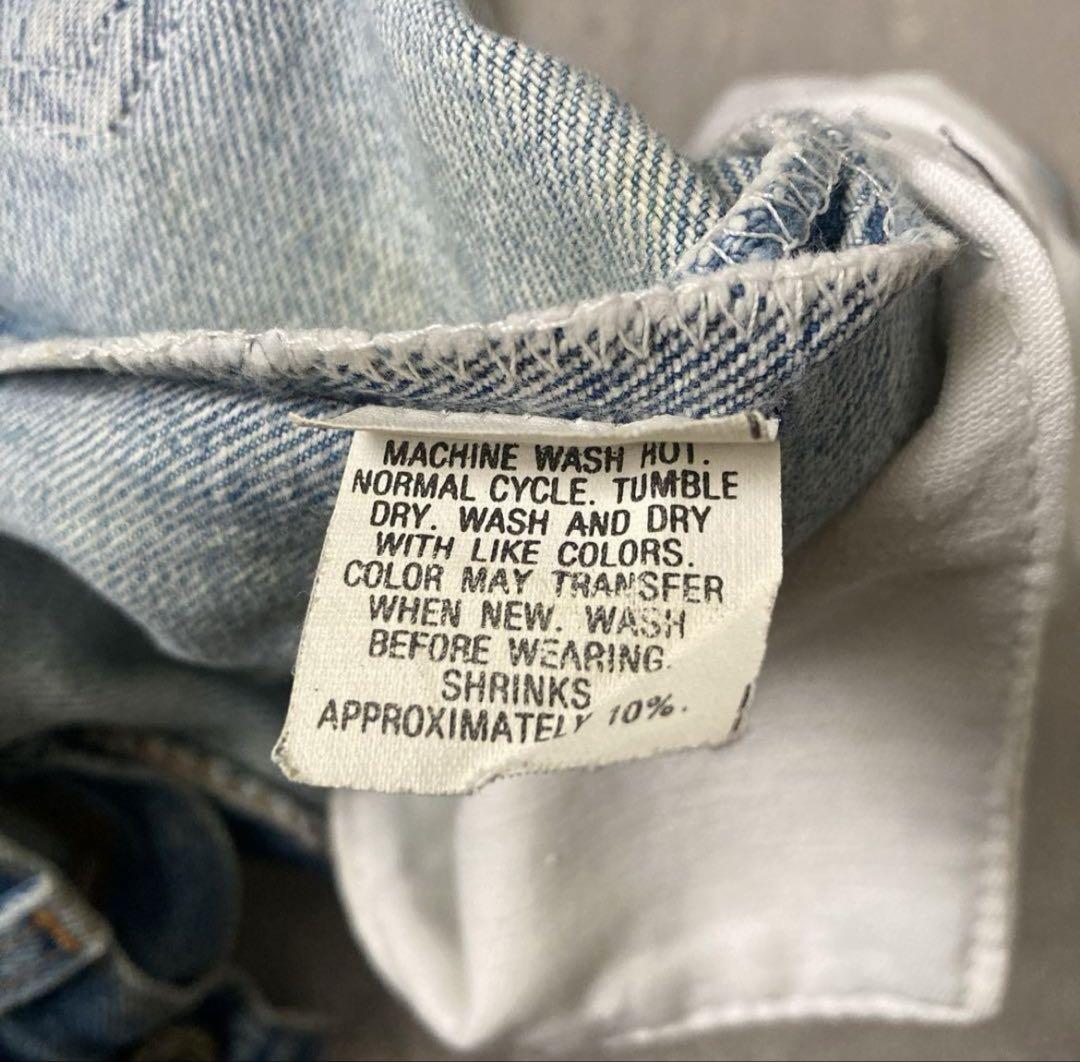 MACHINE WASH HOT.
NORMAL CYCLE. TUMBLE
DRY. WASH AND DRY
WITH LIKE COLORS.
COLOR MAY TRANSFER
WHEN NEW. WASH
BEFORE WEARING.
SHRINKS
APPROXIMATELY 10%.